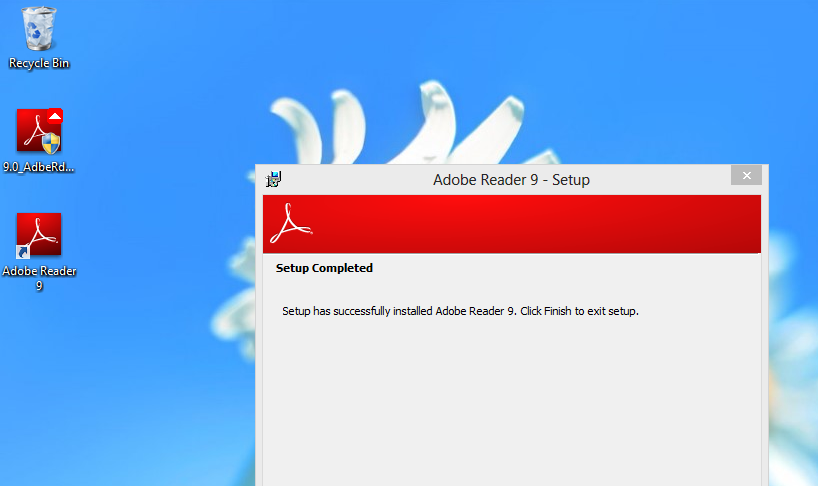 Recycle Bin
9.0_AdbeRd...
Adobe Reader
9
Adobe Reader 9 - Setup
Setup Completed
Setup has successfully installed Adobe Reader 9. Click Finish to exit setup.